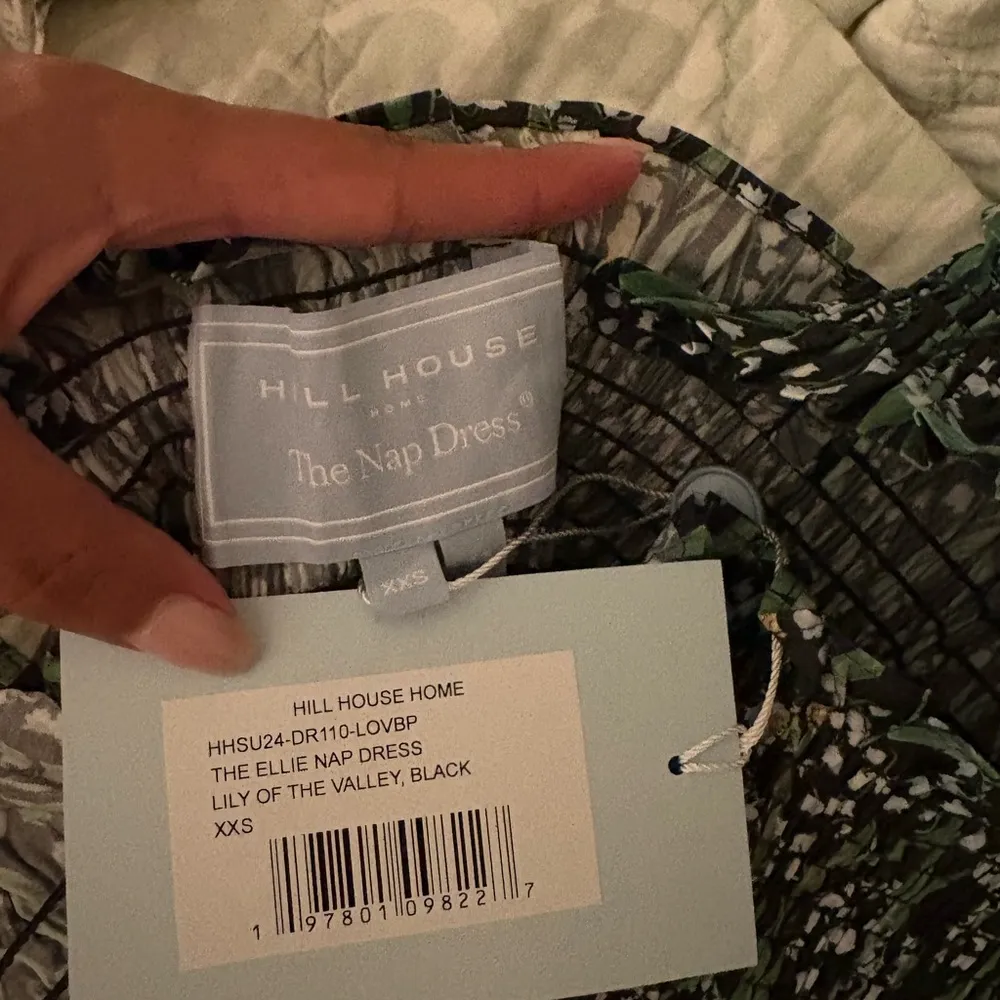 HILL HOUSE
HOME
The Nap Dress®
XXS
HILL HOUSE HOME
HHSU24-DR110-LOVBP
THE ELLIE NAP DRESS
LILY OF THE VALLEY, BLACK
XXS
1 97801 09822 7